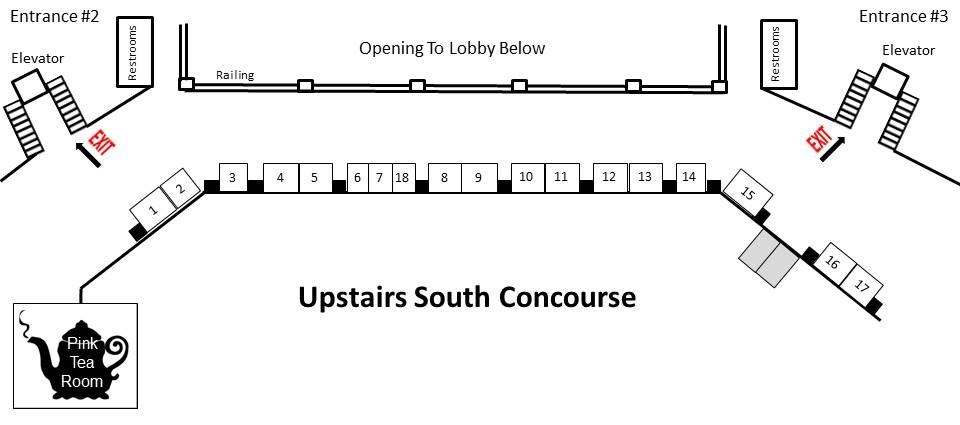 Entrance #2
Entrance #3
Restrooms
Opening To Lobby Below
Restrooms
Elevator
Elevator
Railing
EXIT
EXIT
1
2
3
4
5
6
7
18
8
9
10
11
12
13
14
15
16
17
Upstairs South Concourse
Pink
Tea
Room